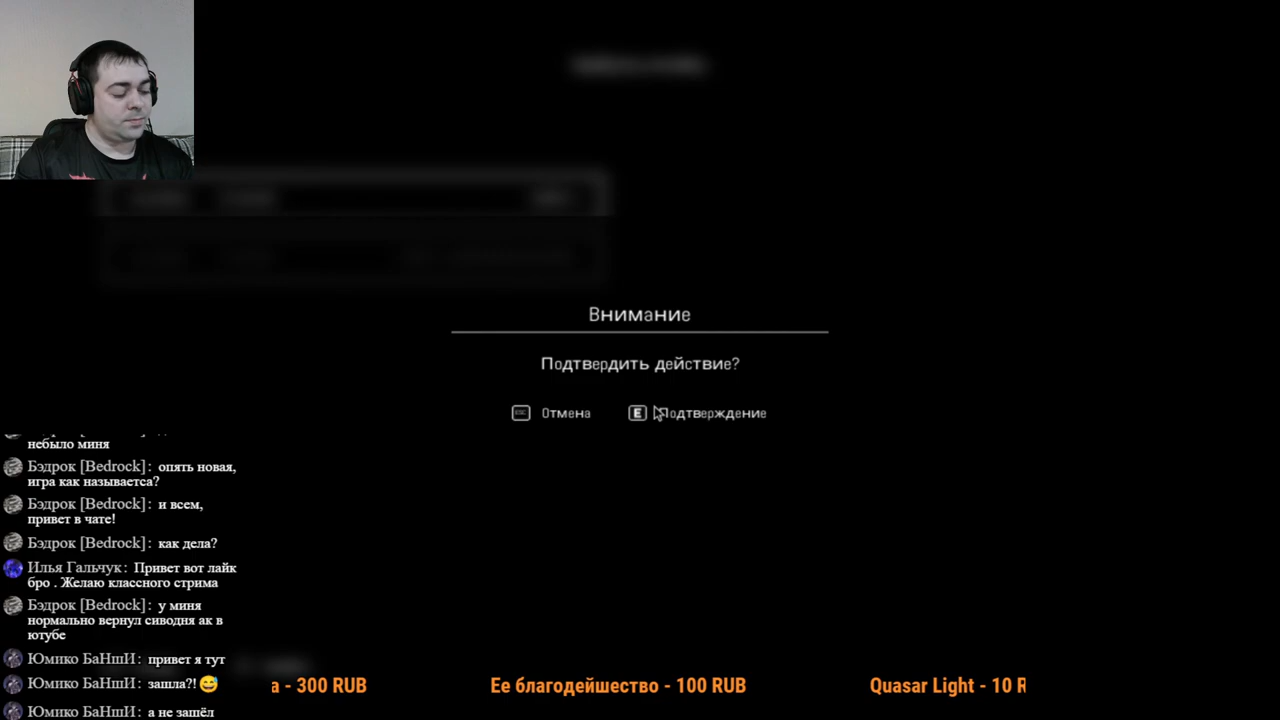 Внимание
Подтвердить действие?
ESC Отмена
E Подтверждение
небыло миня
Бэдрок [Bedrock]: опять новая,
игра как называетса?
Бэдрок [Bedrock]: и всем,
привет в чате!
Бэдрок [Bedrock]: как дела?
Илья Гальчук: Привет вот лайк
бро . Желаю классного стрима
Бэдрок [Bedrock]: у миня
нормально вернул сиводня ак в
ютубе
Юмико БаНшИ: привет я тут
Юмико БаНшИ: зашла?!😅
Юмико БаНшИ: а не зашёл
а - 300 RUB
Ее благодейшество - 100 RUB
Quasar Light - 10 R